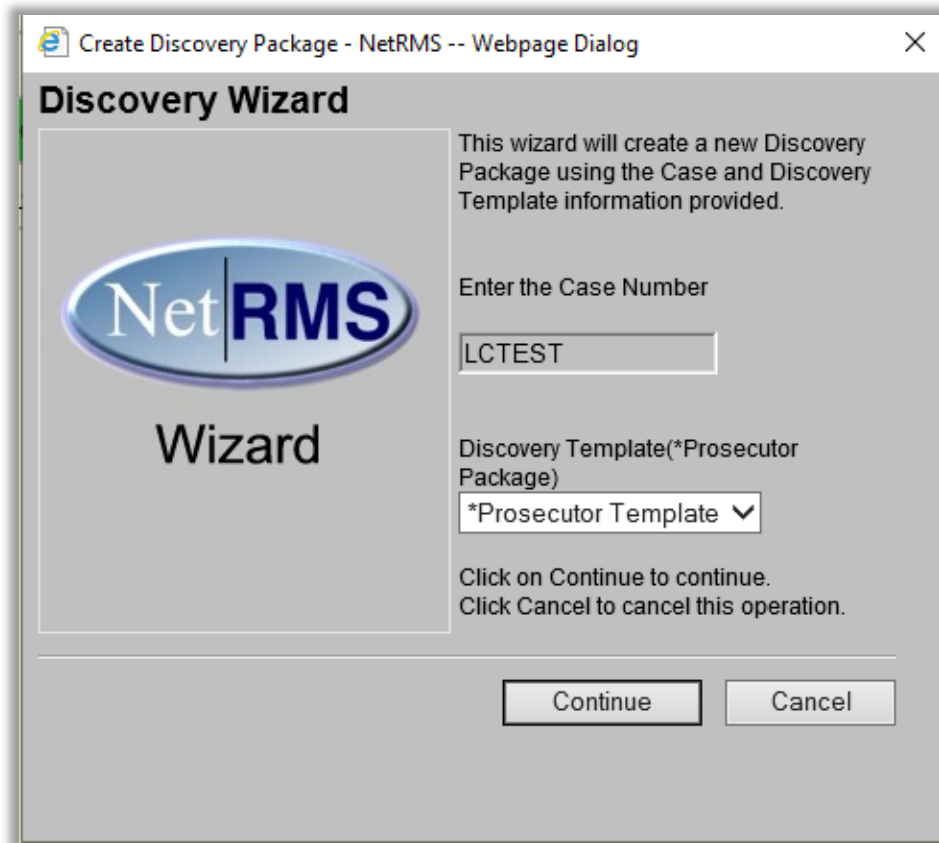 Create Discovery Package - NetRMS -- Webpage Dialog
Discovery Wizard
This wizard will create a new Discovery
Package using the Case and Discovery
Template information provided.
Net RMS
Wizard
Enter the Case Number
LCTEST
Discovery Template(*Prosecutor
Package)
*Prosecutor Template
Click on Continue to continue.
Click Cancel to cancel this operation.
Continue
Cancel